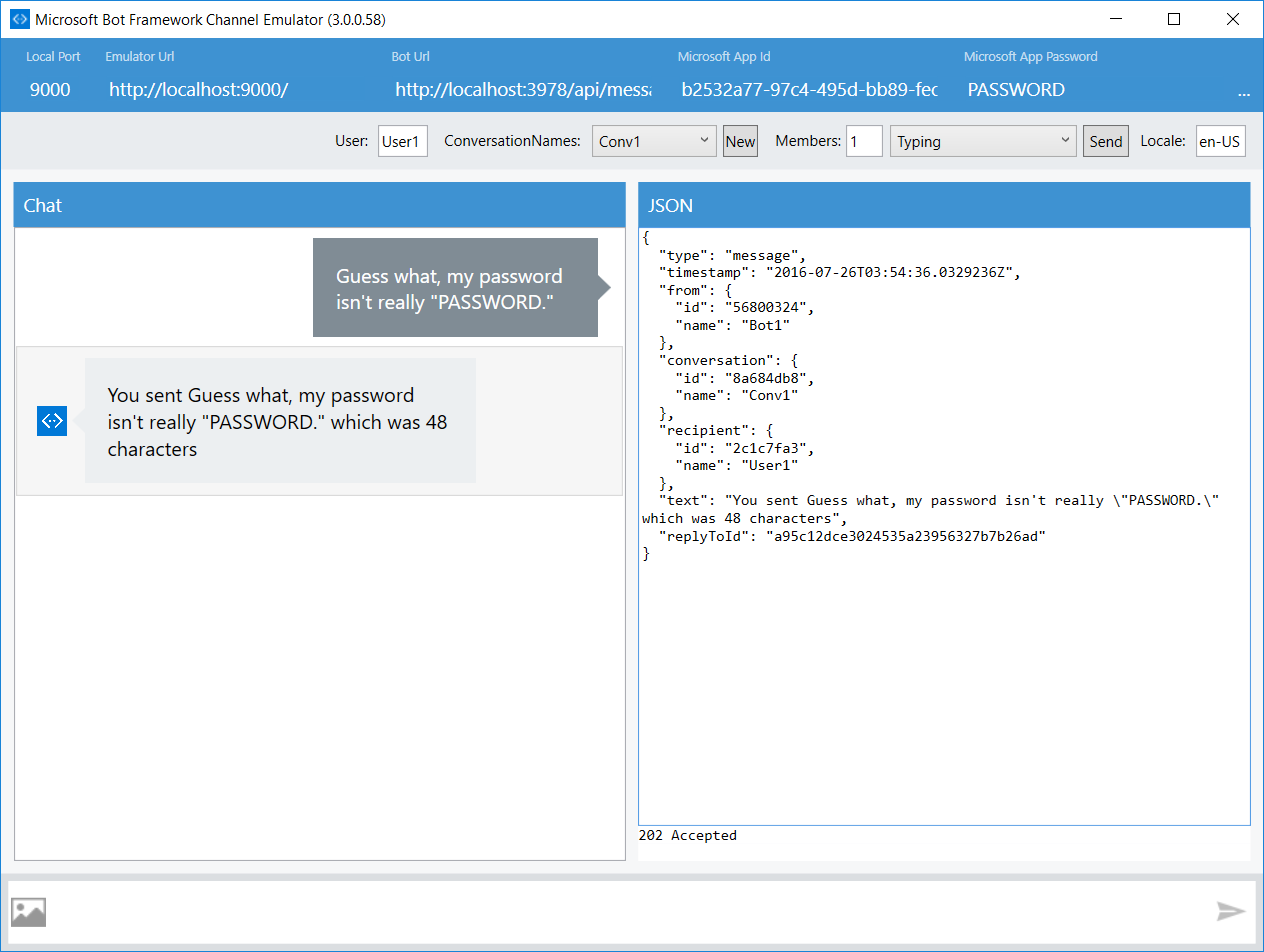 Microsoft Bot Framework Channel Emulator (3.0.0.58)
Local Port
Emulator Url
Bot Url
Microsoft App Id
Microsoft App Password
9000
http://localhost:9000/
http://localhost:3978/api/messa
b2532a77-97c4-495d-bb89-fec
PASSWORD
...
User:
User1
ConversationNames:
Conv1
New
Members:
1
Typing
Send
Locale:
en-US
Chat
Guess what, my password
isn't really "PASSWORD."
You sent Guess what, my password
isn't really "PASSWORD." which was 48
characters
JSON
{
"type": "message",
"timestamp": "2016-07-26T03:54:36.0329236Z",
"from": {
"id": "56800324",
"name": "Bot1"
},
"conversation": {
"id": "8a684db8",
"name": "Conv1"
},
"recipient": {
"id": "2c1c7fa3",
"name": "User1"
},
"text": "You sent Guess what, my password isn't really \"PASSWORD.\"
which was 48 characters",
"replyToId": "a95c12dce3024535a23956327b7b26ad"
}
202 Accepted